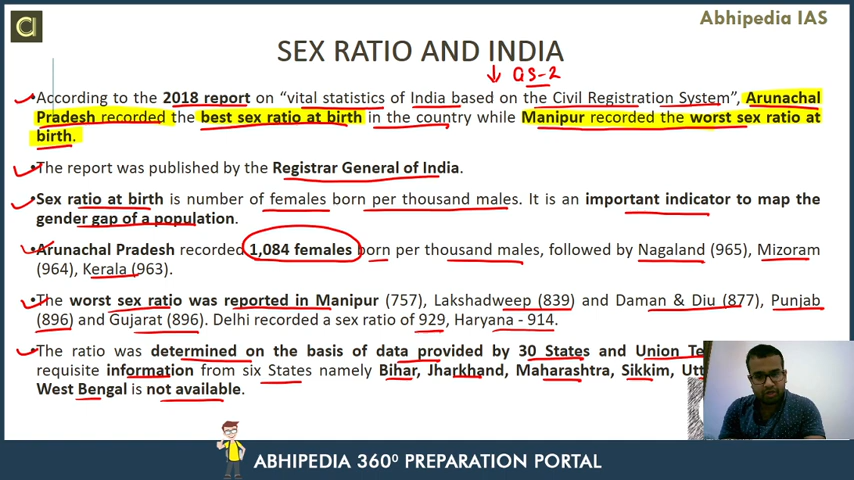 Abhipedia IAS
a
SEX RATIO AND INDIA
GS-2
•According to the 2018 report on “vital statistics of India based on the Civil Registration System”, Arunachal
Pradesh recorded the best sex ratio at birth in the country while Manipur recorded the worst sex ratio at
birth.
•The report was published by the Registrar General of India.
•Sex ratio at birth is number of females born per thousand males. It is an important indicator to map the
gender gap of a population.
•Arunachal Pradesh recorded 1,084 females born per thousand males, followed by Nagaland (965), Mizoram
(964), Kerala (963).
•The worst sex ratio was reported in Manipur (757), Lakshadweep (839) and Daman & Diu (877), Punjab
(896) and Gujarat (896). Delhi recorded a sex ratio of 929, Haryana - 914.
•The ratio was determined on the basis of data provided by 30 States and Union
requisite information from six States namely Bihar, Jharkhand, Maharashtra, Sikkim,
West Bengal is not available.
ABHIPEDIA 360⁰ PREPARATION PORTAL